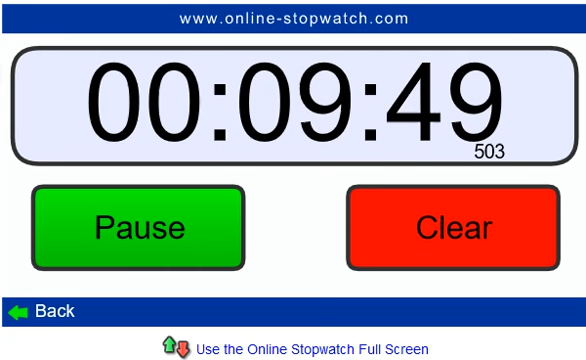 www.online-stopwatch.com
00:09:49
503
Pause Clear
Back
Use the Online Stopwatch Full Screen